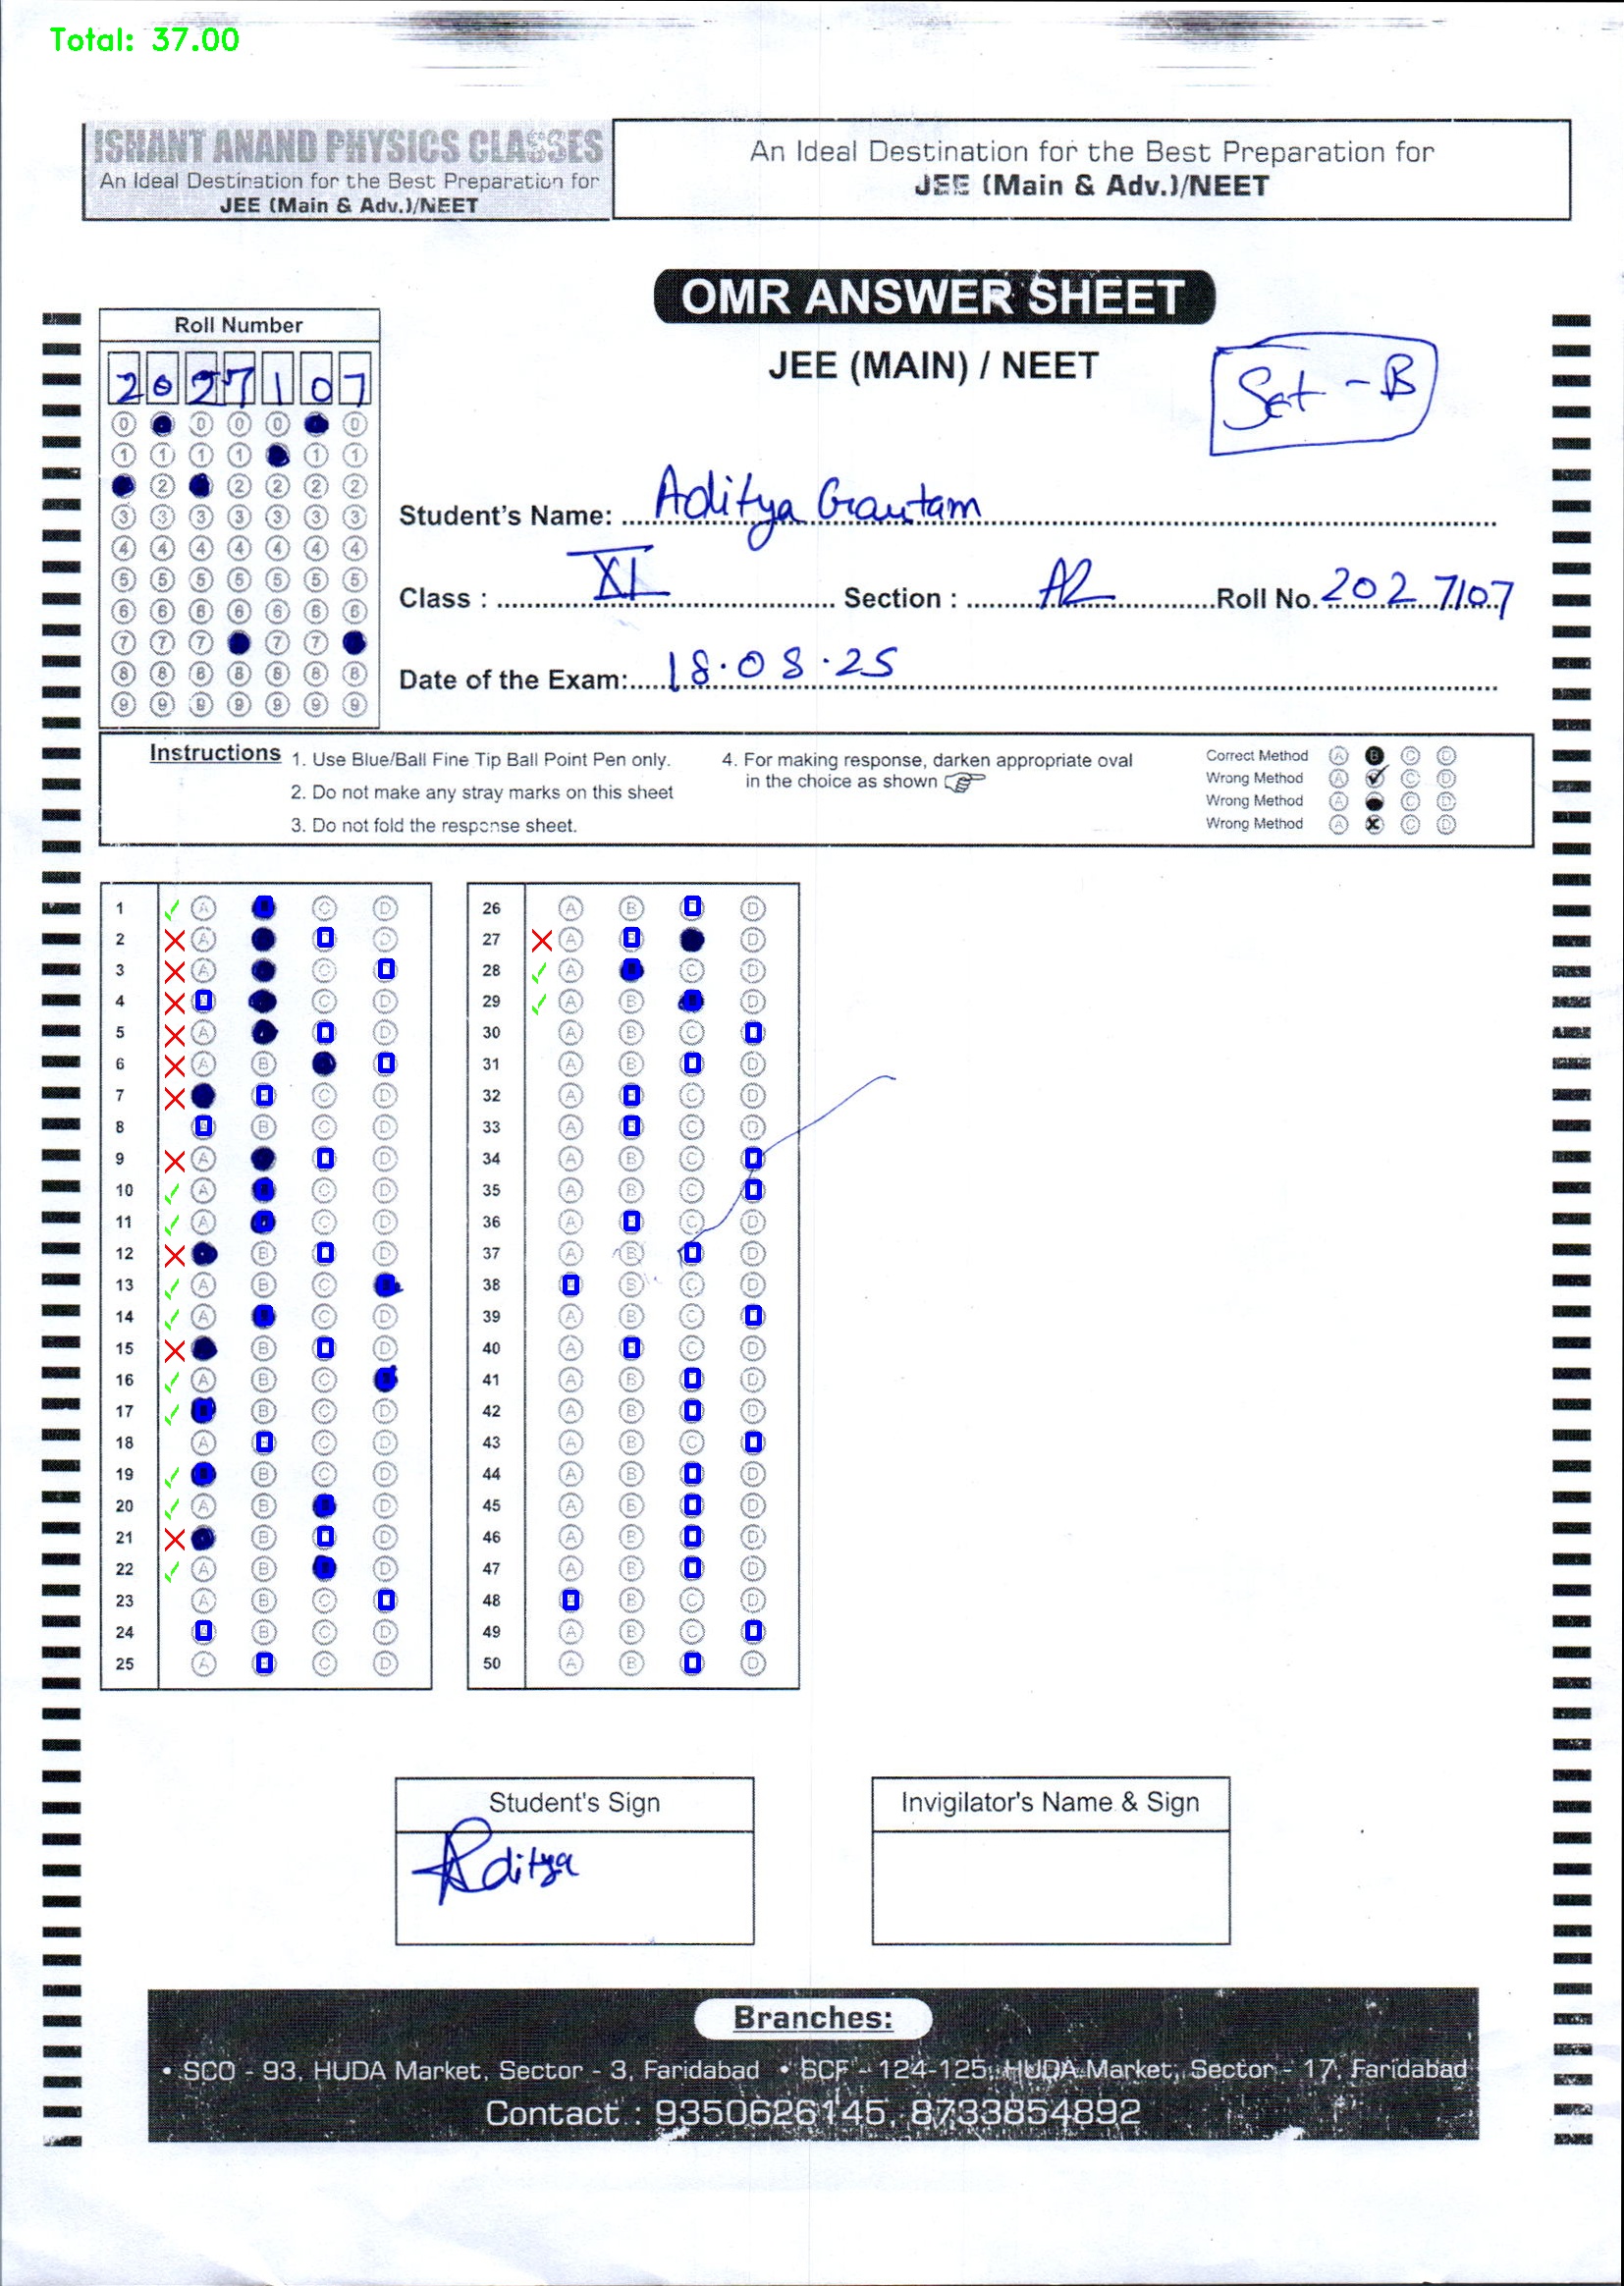 Total: 37.00
ISHANT ANAND PHYSICS CLASSES
An Ideal Destination for the Best Preparation for
JEE (Main & Adv.)/NEET
An Ideal Destination for the Best Preparation for
JEE (Main & Adv.)/NEET
OMR ANSWER SHEET
JEE (MAIN) / NEET
Set - B
Roll Number
2 0 2 7 1 0 7
0 0 0 0 0
1 1 1 1 1 1
2 2 2 2 2
3 3 3 3 3 3 3
4 4 4 4 4 4 4
5 5 5 5 5 5 5
6 6 6 6 6 6 6
7 7 7 7 7
8 8 8 8 8 8 8
9 9 9 9 9 9 9
Student's Name: Aditya Gautam
Class : XI Section : A2 Roll No. 2027107
Date of the Exam: 18.08.25
Instructions 1. Use Blue/Ball Fine Tip Ball Point Pen only.
2. Do not make any stray marks on this sheet
3. Do not fold the response sheet.
4. For making response, darken appropriate oval
in the choice as shown
Correct Method A B C D
Wrong Method A C D
Wrong Method A C D
Wrong Method A C D
1 A C D
2 A D
3 A C
4 C D
5 A D
6 A B
7 C D
8 B C D
9 A D
10 A C D
11 A C D
12 B D
13 A B C
14 A C D
15 B D
16 A B C
17 B C D
18 A C D
19 B C D
20 A B D
21 B D
22 A B D
23 A B C
24 B C D
25 A C D
26 A B D
27 A D
28 A C D
29 A B D
30 A B C
31 A B D
32 A C D
33 A C D
34 A B C
35 A B C
36 A C D
37 A B D
38 B C D
39 A B C
40 A C D
41 A B D
42 A B D
43 A B C
44 A B D
45 A B D
46 A B D
47 A B D
48 B C D
49 A B C
50 A B D
Student's Sign
Aditya
Invigilator's Name & Sign
Branches:
• SCO - 93, HUDA Market, Sector - 3, Faridabad • SCF - 124-125, HUDA Market, Sector - 17, Faridabad
Contact : 9350626145, 8733854892